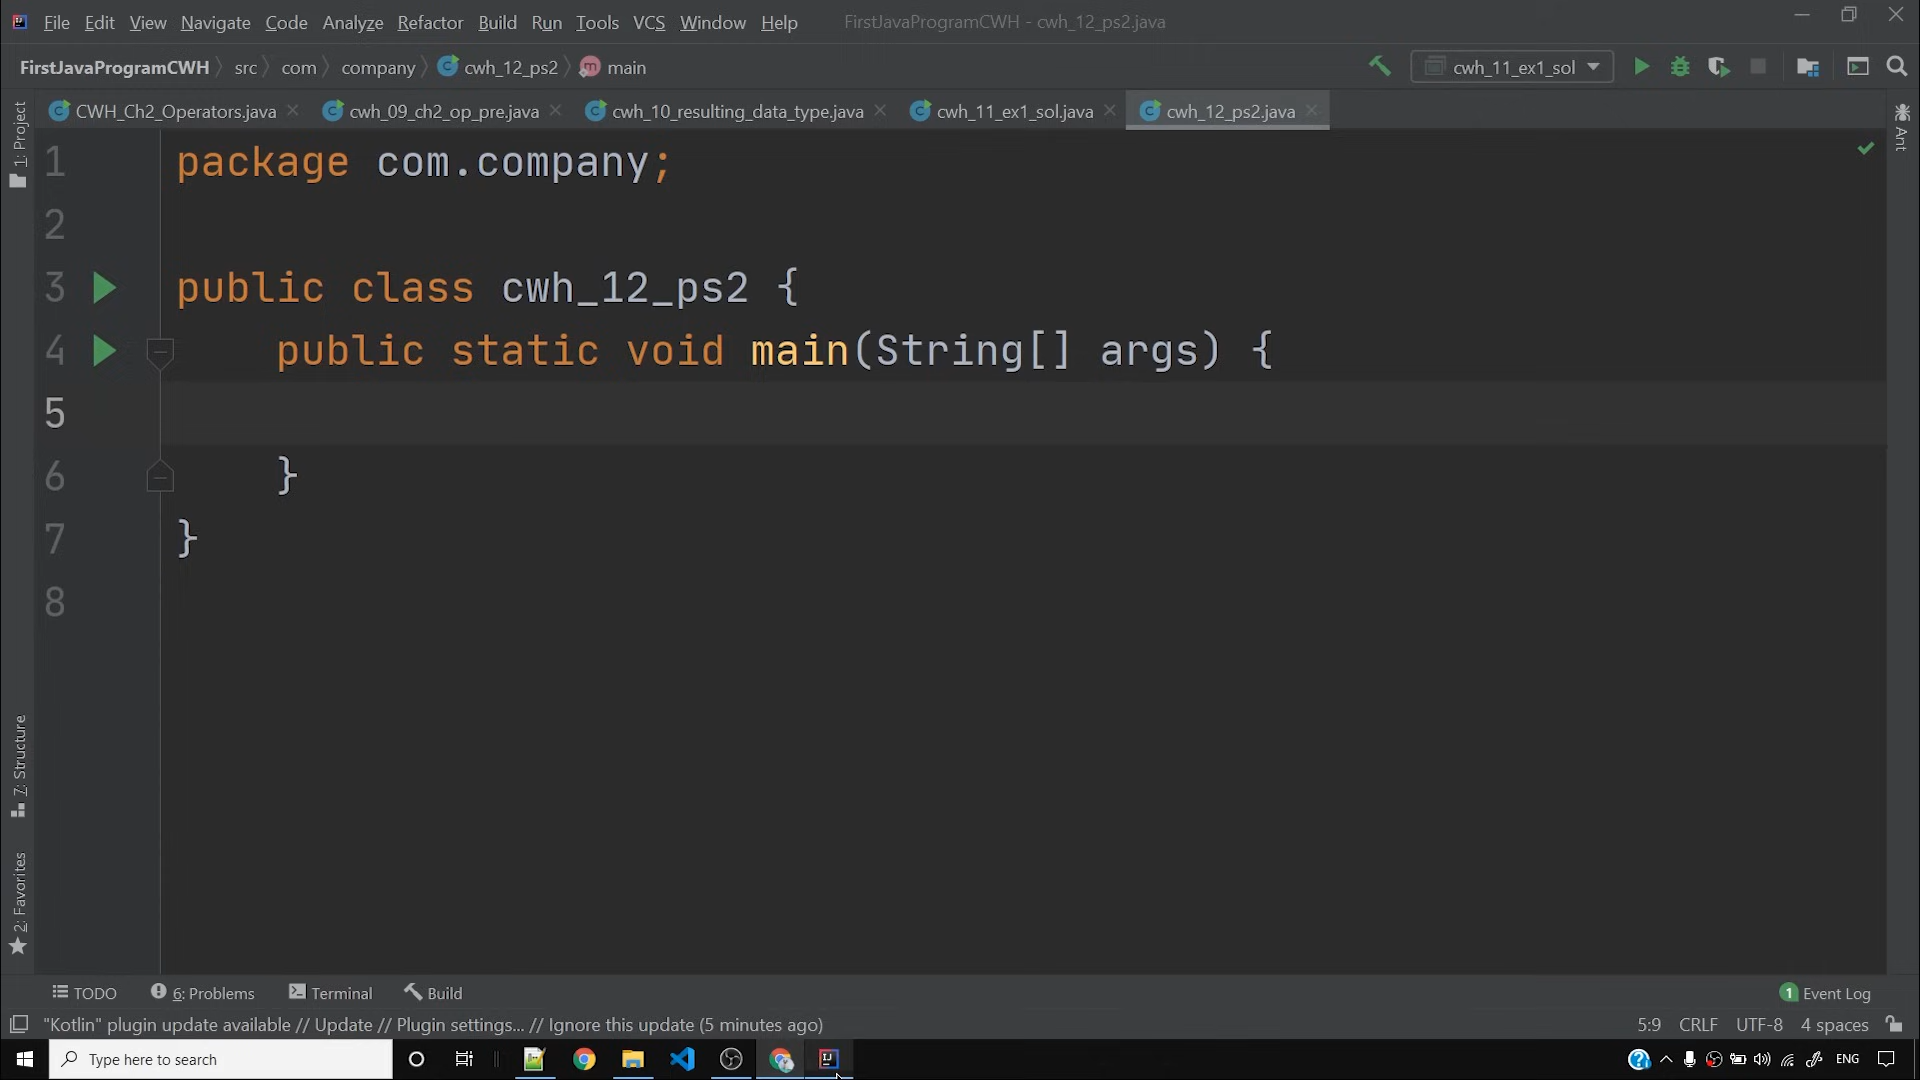 File Edit View Navigate Code Analyze Refactor Build Run Tools VCS Window Help FirstJavaProgramCWH - cwh_12_ps2.java
FirstJavaProgramCWH src com company cwh_12_ps2 main cwh_11_ex1_sol
CWH_Ch2_Operators.java cwh_09_ch2_op_pre.java cwh_10_resulting_data_type.java cwh_11_ex1_sol.java cwh_12_ps2.java
1: Project
Ant
1 package com.company;
2
3 public class cwh_12_ps2 {
4 public static void main(String[] args) {
5
6 }
7 }
8
7: Structure
2: Favorites
TODO 6: Problems Terminal Build 1 Event Log
"Kotlin" plugin update available // Update // Plugin settings... // Ignore this update (5 minutes ago) 5:9 CRLF UTF-8 4 spaces
Type here to search ENG